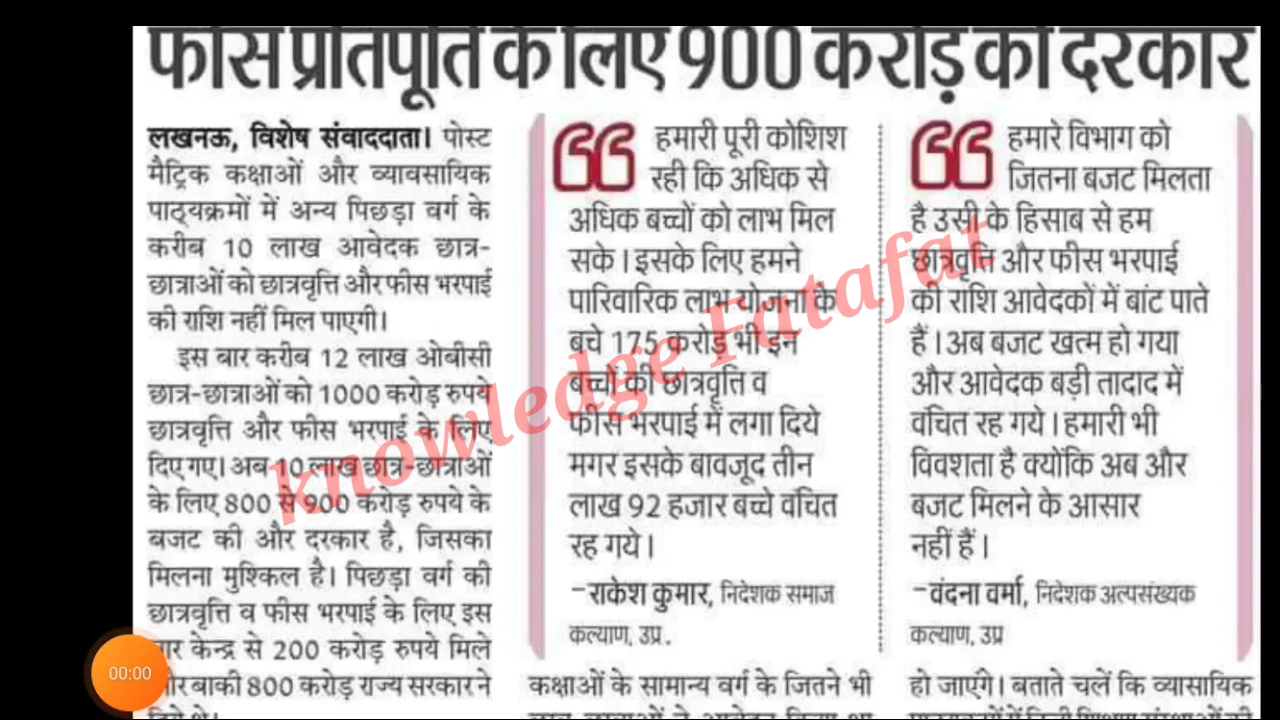 फीस प्रतिपूर्ति के लिए 900 करोड़ की दरकार
लखनऊ, विशेष संवाददाता। पोस्ट
मैट्रिक कक्षाओं और व्यावसायिक
पाठ्यक्रमों में अन्य पिछड़ा वर्ग के
करीब 10 लाख आवेदक छात्र-
छात्राओं को छात्रवृत्ति और फीस भरपाई
की राशि नहीं मिल पाएगी।
इस बार करीब 12 लाख ओबीसी
छात्र-छात्राओं को 1000 करोड़ रुपये
छात्रवृत्ति और फीस भरपाई के लिए
दिए गए। अब 10 लाख छात्र-छात्राओं
के लिए 800 से 900 करोड़ रुपये के
बजट की और दरकार है, जिसका
मिलना मुश्किल है। पिछड़ा वर्ग की
छात्रवृत्ति व फीस भरपाई के लिए इस
केन्द्र से 200 करोड़ रुपये मिले
बाकी 800 करोड़ राज्य सरकार ने
हमारी पूरी कोशिश
रही कि अधिक से
अधिक बच्चों को लाभ मिल
सके। इसके लिए हमने
पारिवारिक लाभ योजना के
बचे 175 करोड़ भी इन
बच्चों की छात्रवृत्ति व
फीस भरपाई में लगा दिये
मगर इसके बावजूद तीन
लाख 92 हजार बच्चे वंचित
रह गये।
-राकेश कुमार, निदेशक समाज
कल्याण, उप्र.
हमारे विभाग को
जितना बजट मिलता
है उसी के हिसाब से हम
छात्रवृत्ति और फीस भरपाई
की राशि आवेदकों में बांट पाते
हैं। अब बजट खत्म हो गया
और आवेदक बड़ी तादाद में
वंचित रह गये। हमारी भी
विवशता है क्योंकि अब और
बजट मिलने के आसार
नहीं हैं।
-वंदना वर्मा, निदेशक अल्पसंख्यक
कल्याण, उप्र
कक्षाओं के सामान्य वर्ग के जितने भी
हो जाएंगे। बताते चलें कि व्यासायिक
knowledge Fatafat
00:00